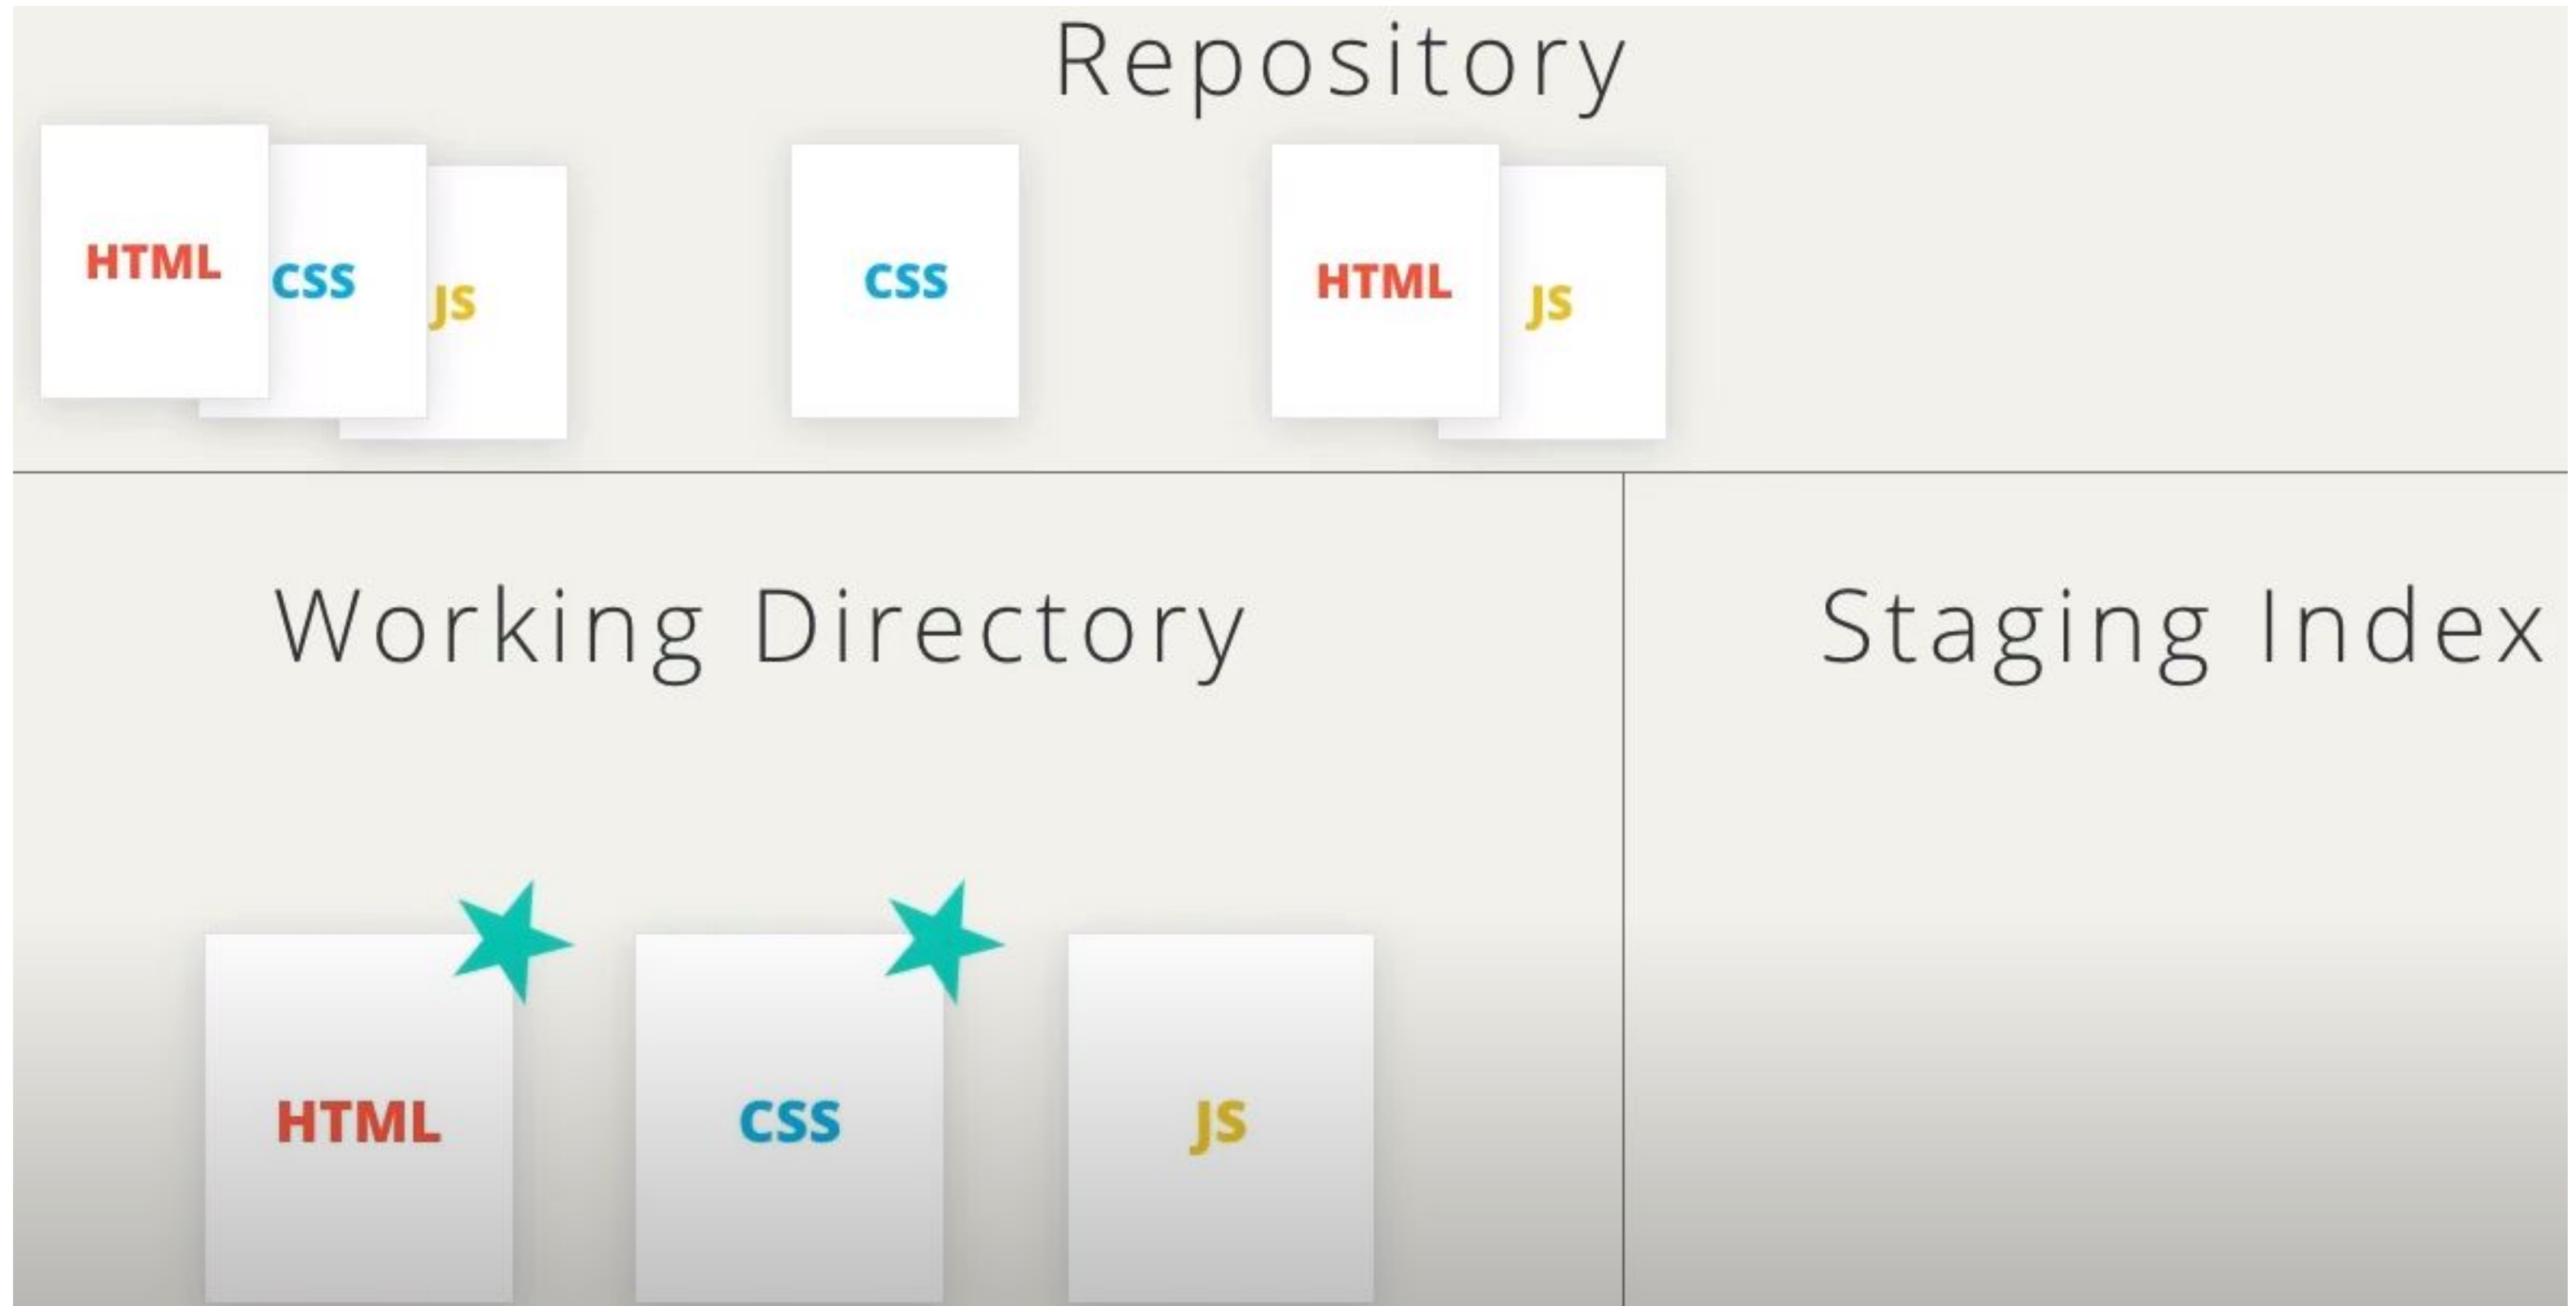 Repository
HTML CSS JS CSS HTML JS
Working Directory Staging Index
HTML CSS JS